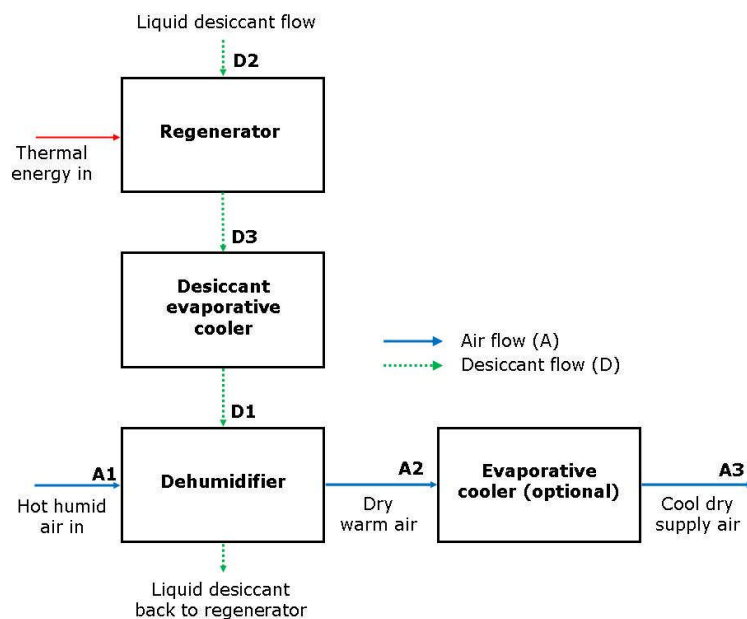 Liquid desiccant flow
D2
Regenerator
Thermal
energy in
D3
Desiccant
evaporative
cooler
Air flow (A)
Desiccant flow (D)
D1
A1
Dehumidifier
A2
Evaporative
cooler (optional)
A3
Hot humid
air in
Dry
warm air
Cool dry
supply air
Liquid desiccant
back to regenerator